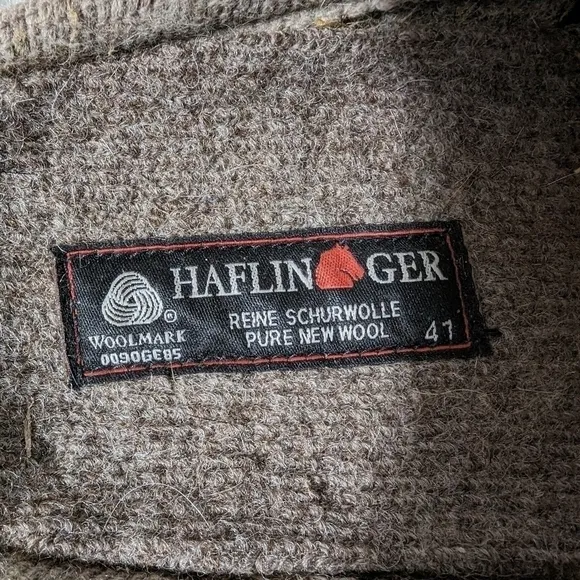 HAFLINGER
REINE SCHURWOLLE
PURE NEW WOOL 41
®
WOOLMARK
0090GE85